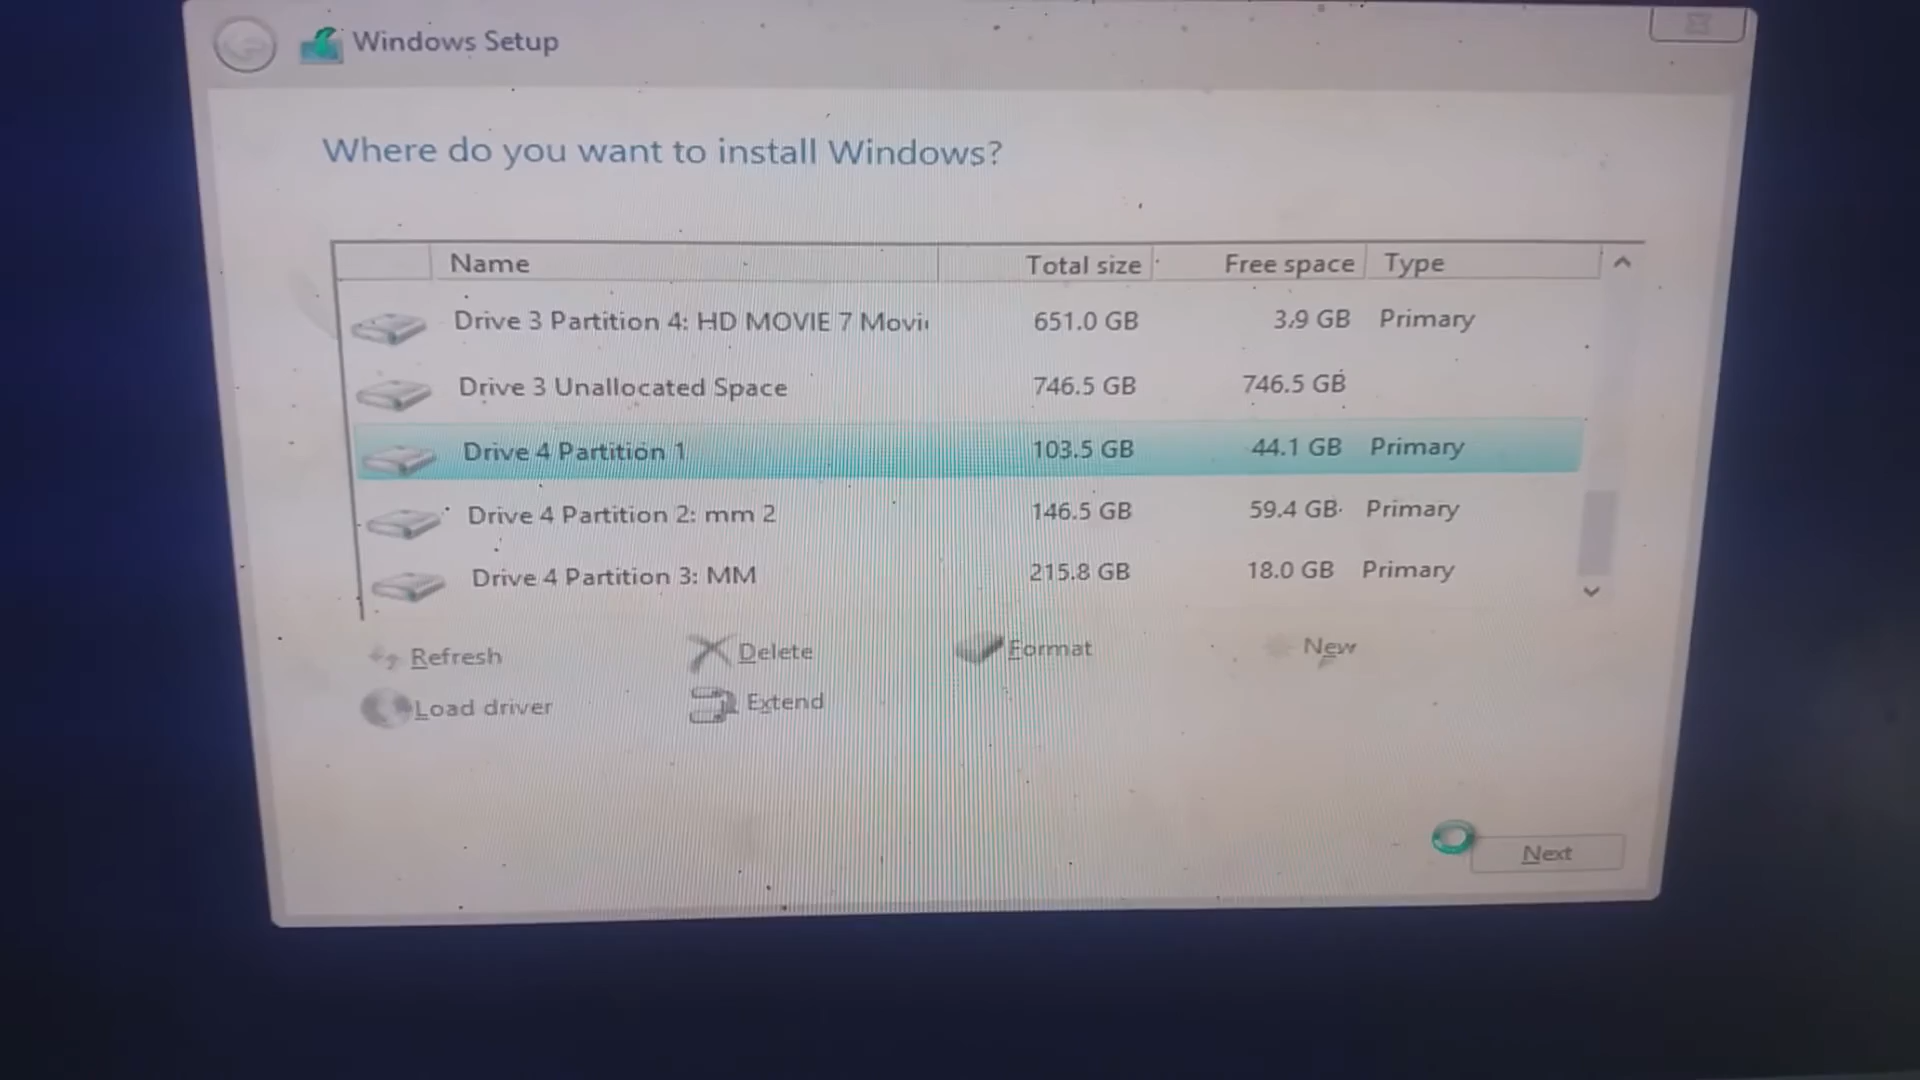 Windows Setup
Where do you want to install Windows?
Name Total size Free space Type
Drive 3 Partition 4: HD MOVIE 7 Movi 651.0 GB 3.9 GB Primary
Drive 3 Unallocated Space 746.5 GB 746.5 GB
Drive 4 Partition 1 103.5 GB 44.1 GB Primary
Drive 4 Partition 2: mm 2 146.5 GB 59.4 GB Primary
Drive 4 Partition 3: MM 215.8 GB 18.0 GB Primary
Refresh Delete Format New
Load driver Extend
Next